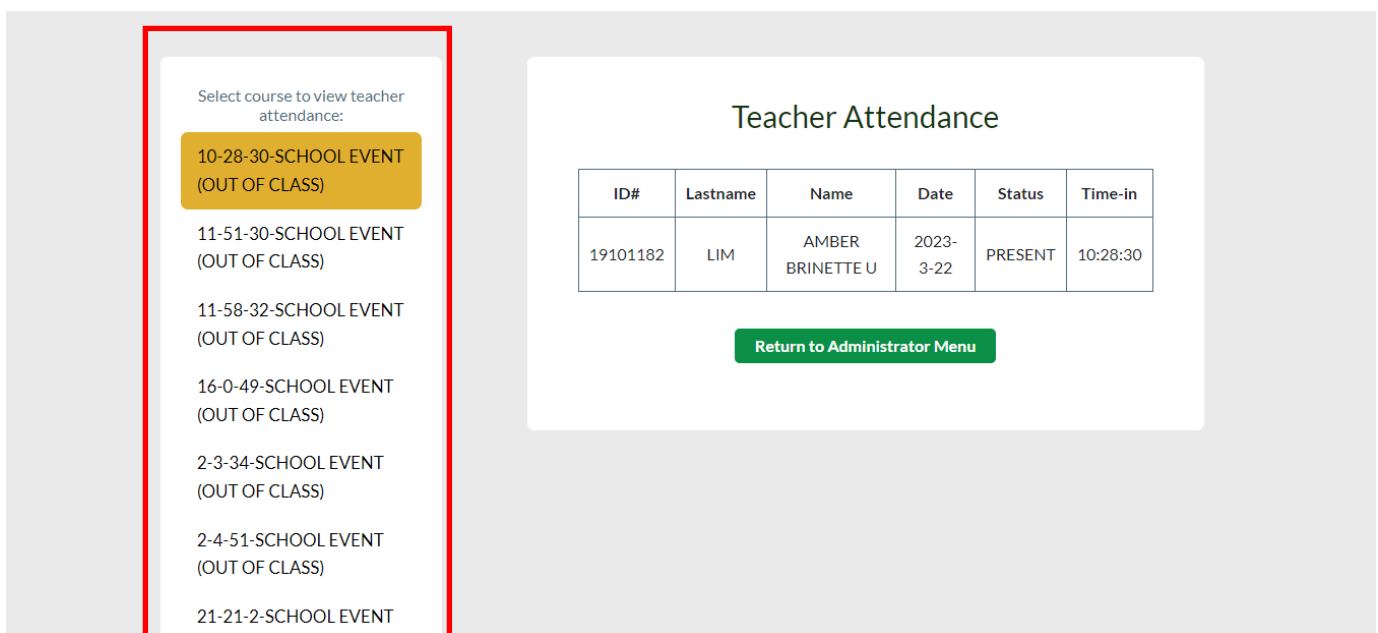 Select course to view teacher
attendance:
10-28-30-SCHOOL EVENT
(OUT OF CLASS)
11-51-30-SCHOOL EVENT
(OUT OF CLASS)
11-58-32-SCHOOL EVENT
(OUT OF CLASS)
16-0-49-SCHOOL EVENT
(OUT OF CLASS)
2-3-34-SCHOOL EVENT
(OUT OF CLASS)
2-4-51-SCHOOL EVENT
(OUT OF CLASS)
21-21-2-SCHOOL EVENT
Teacher Attendance
ID# Lastname Name Date Status Time-in
19101182 LIM AMBER BRINETTE U 2023-3-22 PRESENT 10:28:30
Return to Administrator Menu